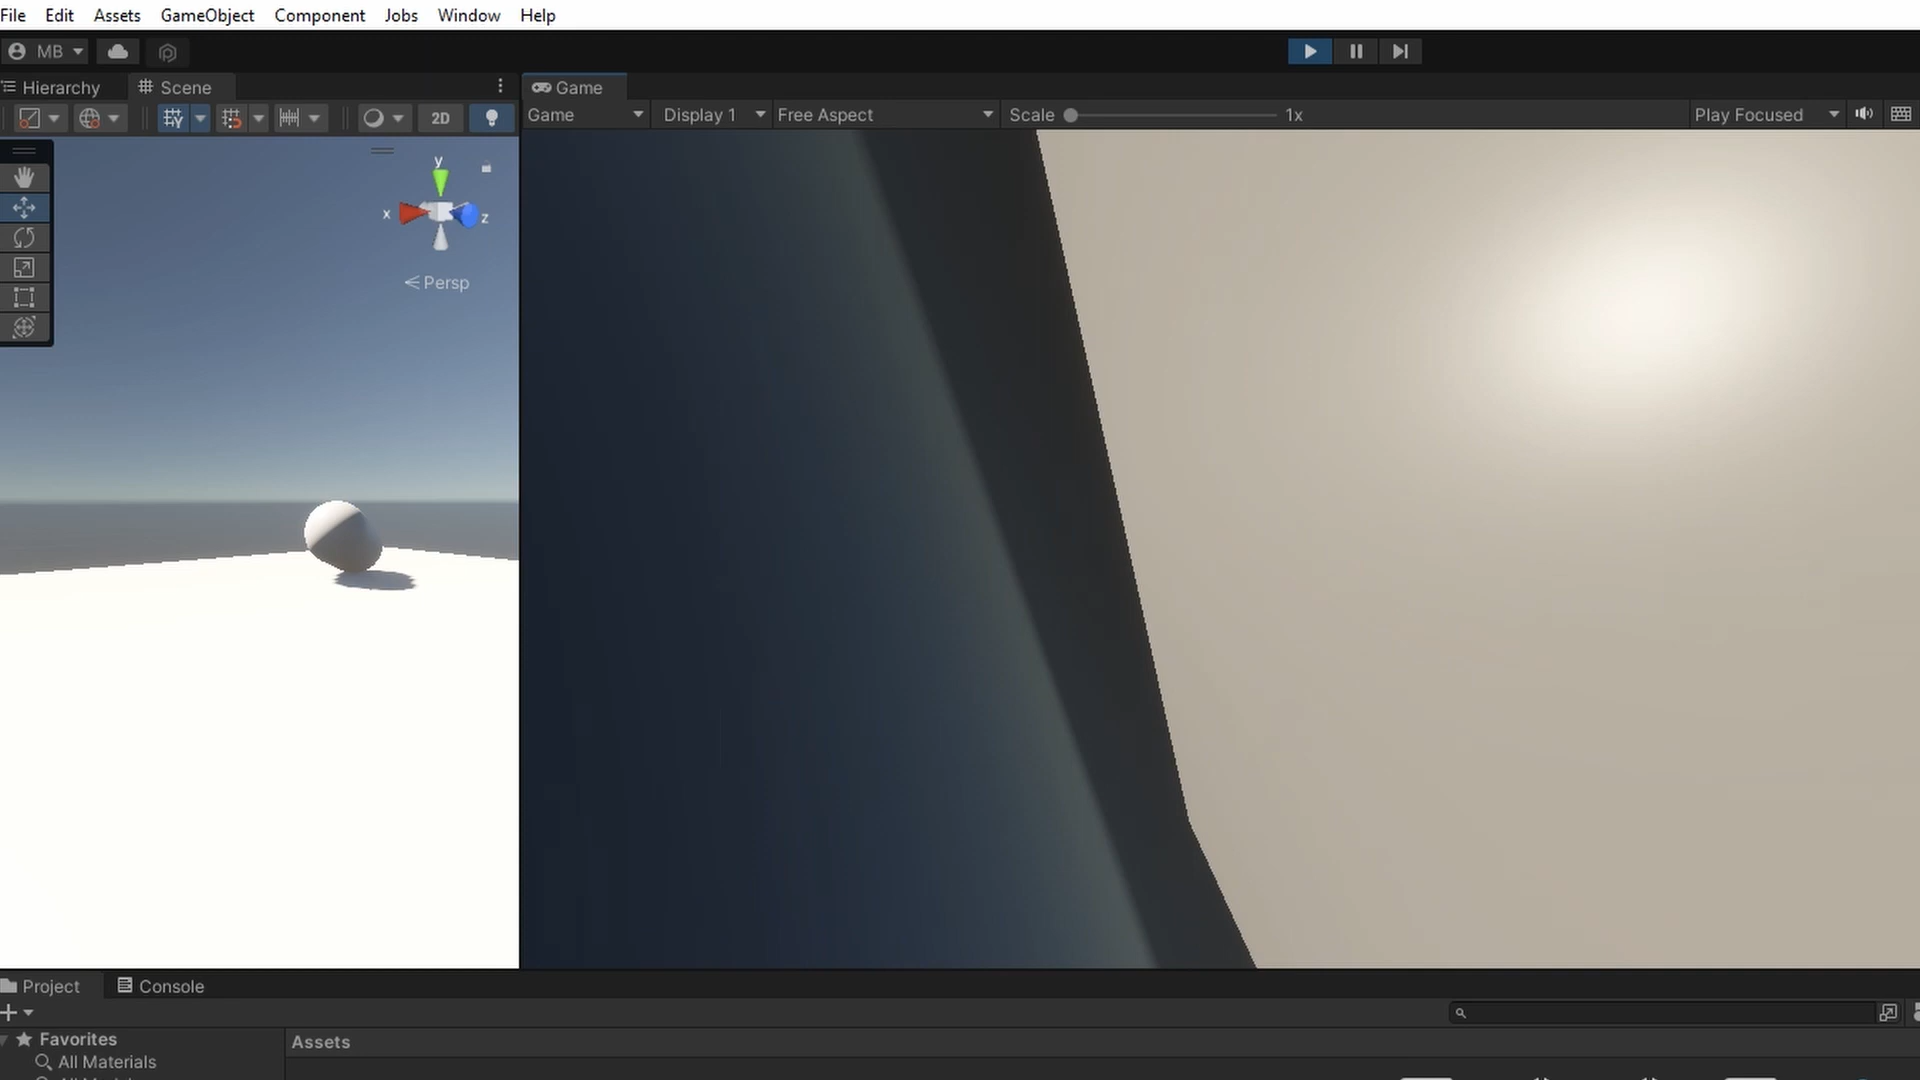 File Edit Assets GameObject Component Jobs Window Help
MB
Hierarchy Scene Game
2D Game Display 1 Free Aspect Scale 1x Play Focused
y
x z
Persp
Project Console
Favorites Assets
All Materials